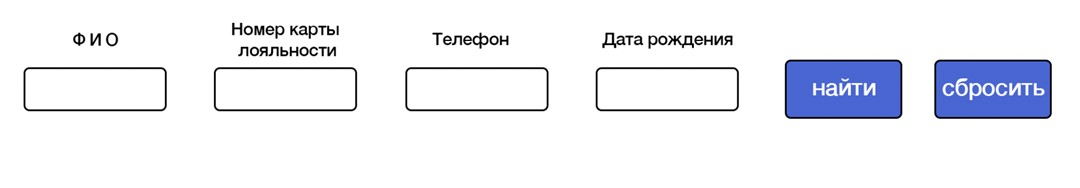 Ф И О
Номер карты
лояльности
Телефон
Дата рождения
найти
сбросить